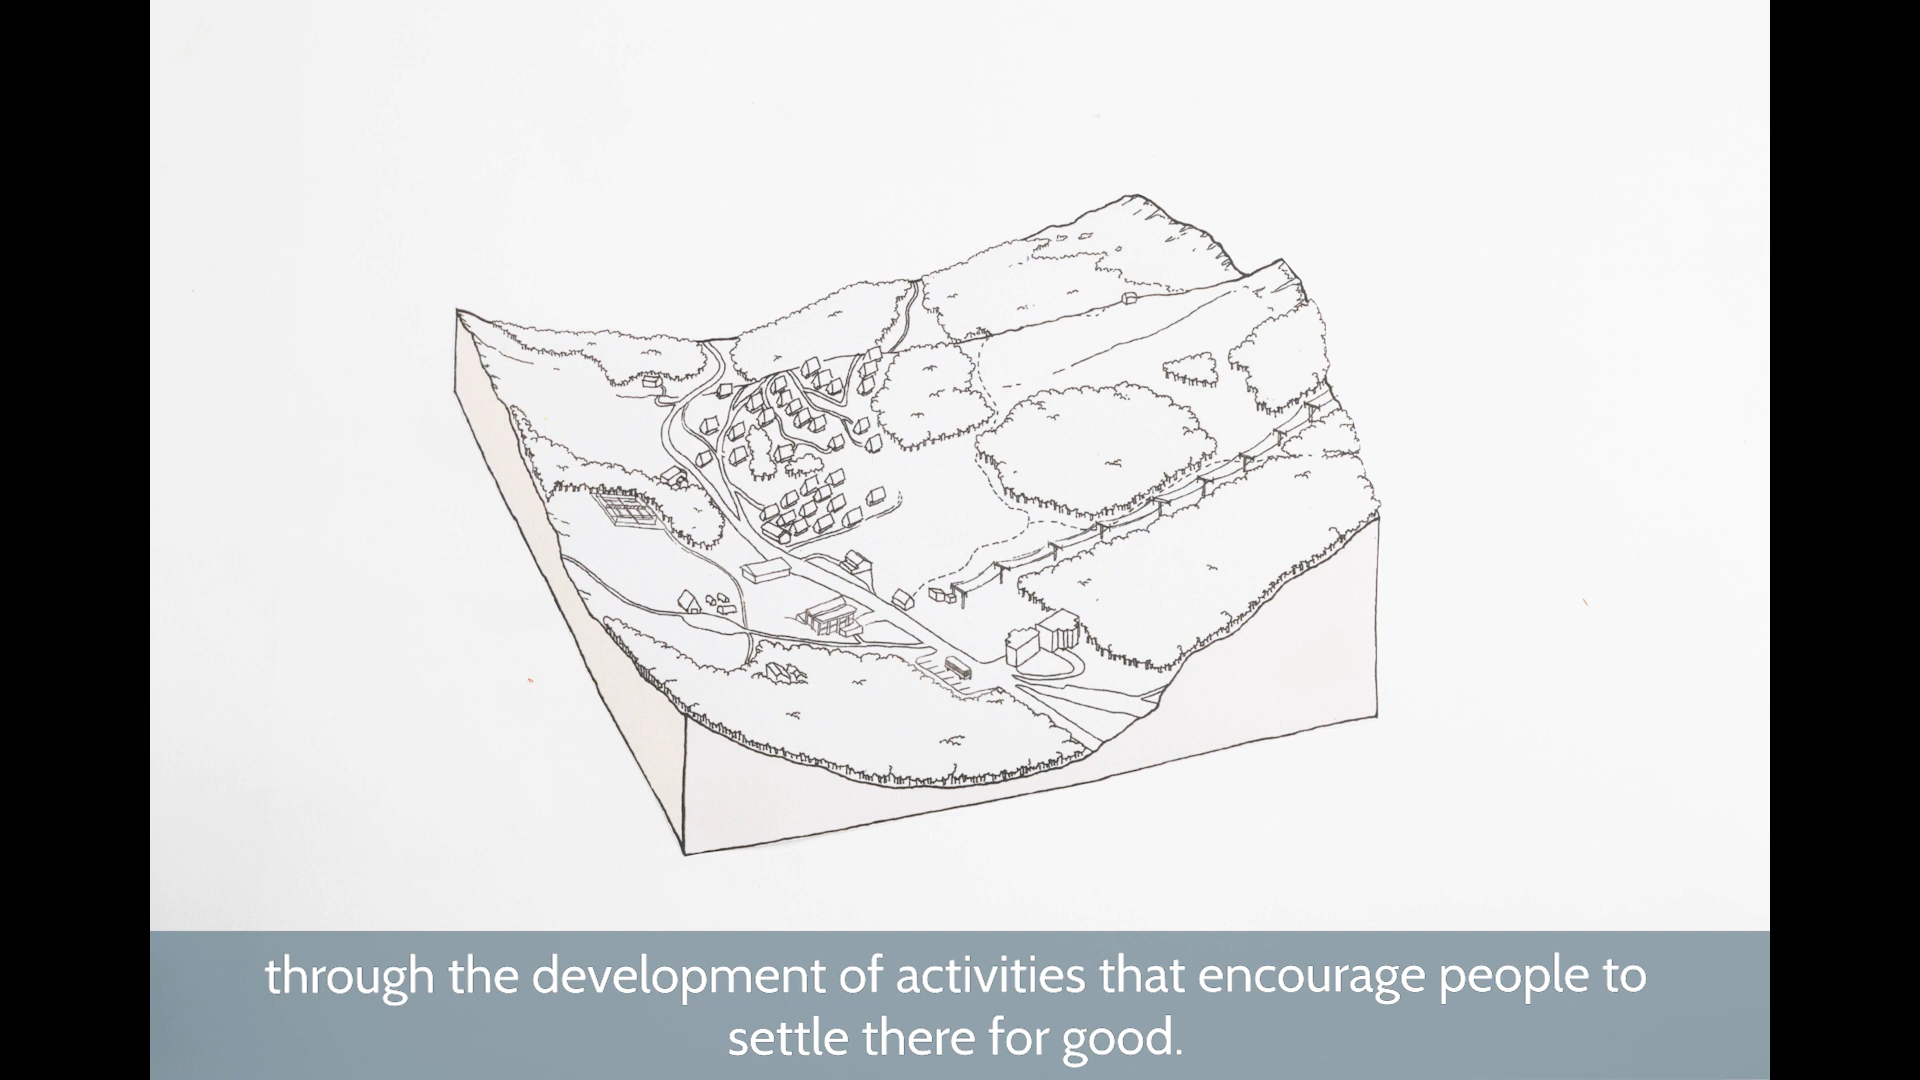 through the development of activities that encourage people to
settle there for good.